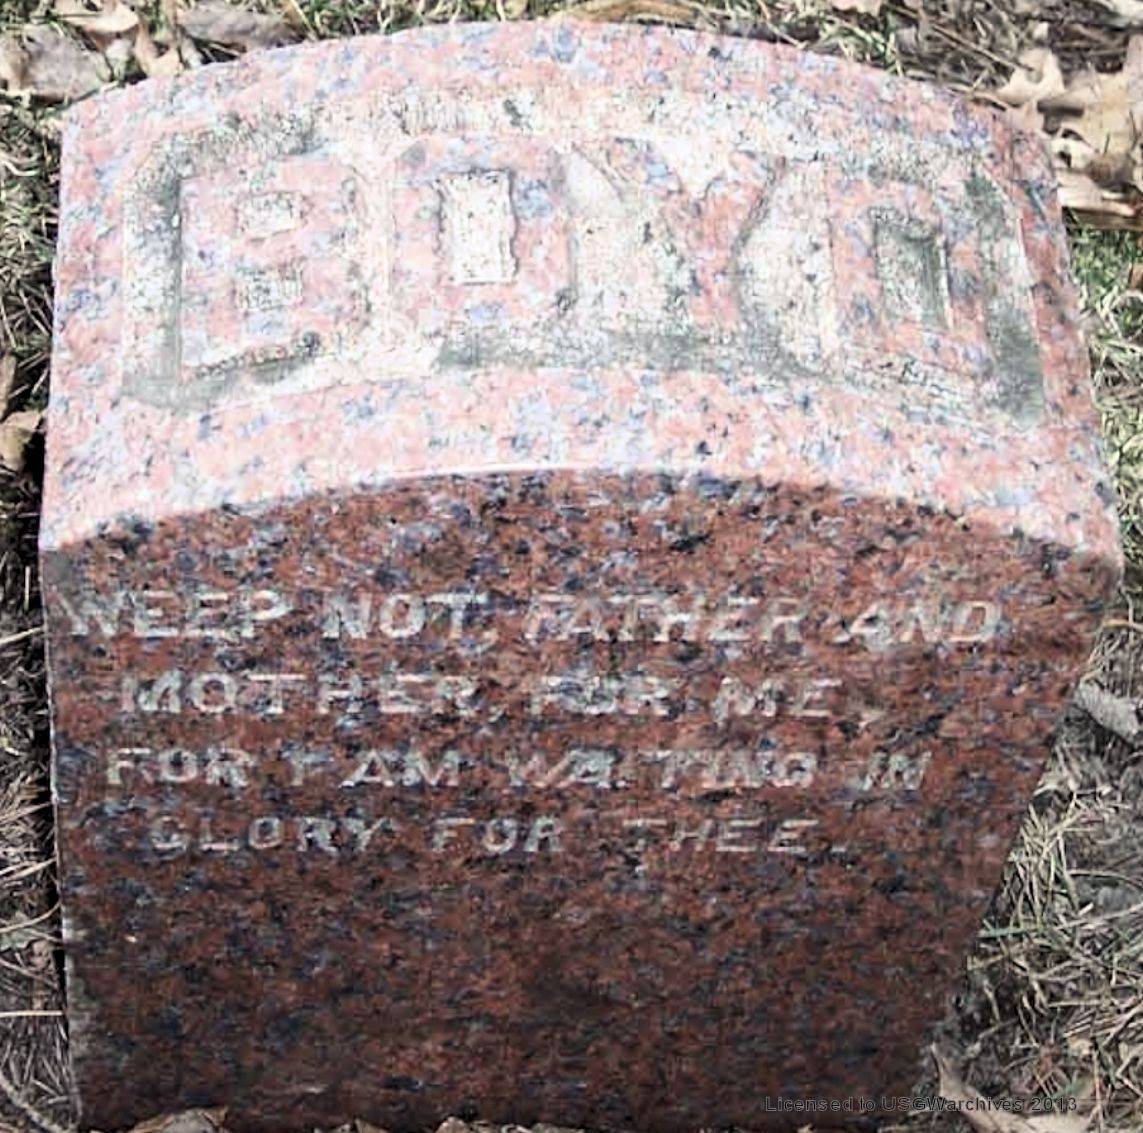 BOYD
WEEP NOT, FATHER AND
MOTHER, FOR ME,
FOR I AM WAITING IN
GLORY FOR THEE.
Licensed to USGWarchives 2013